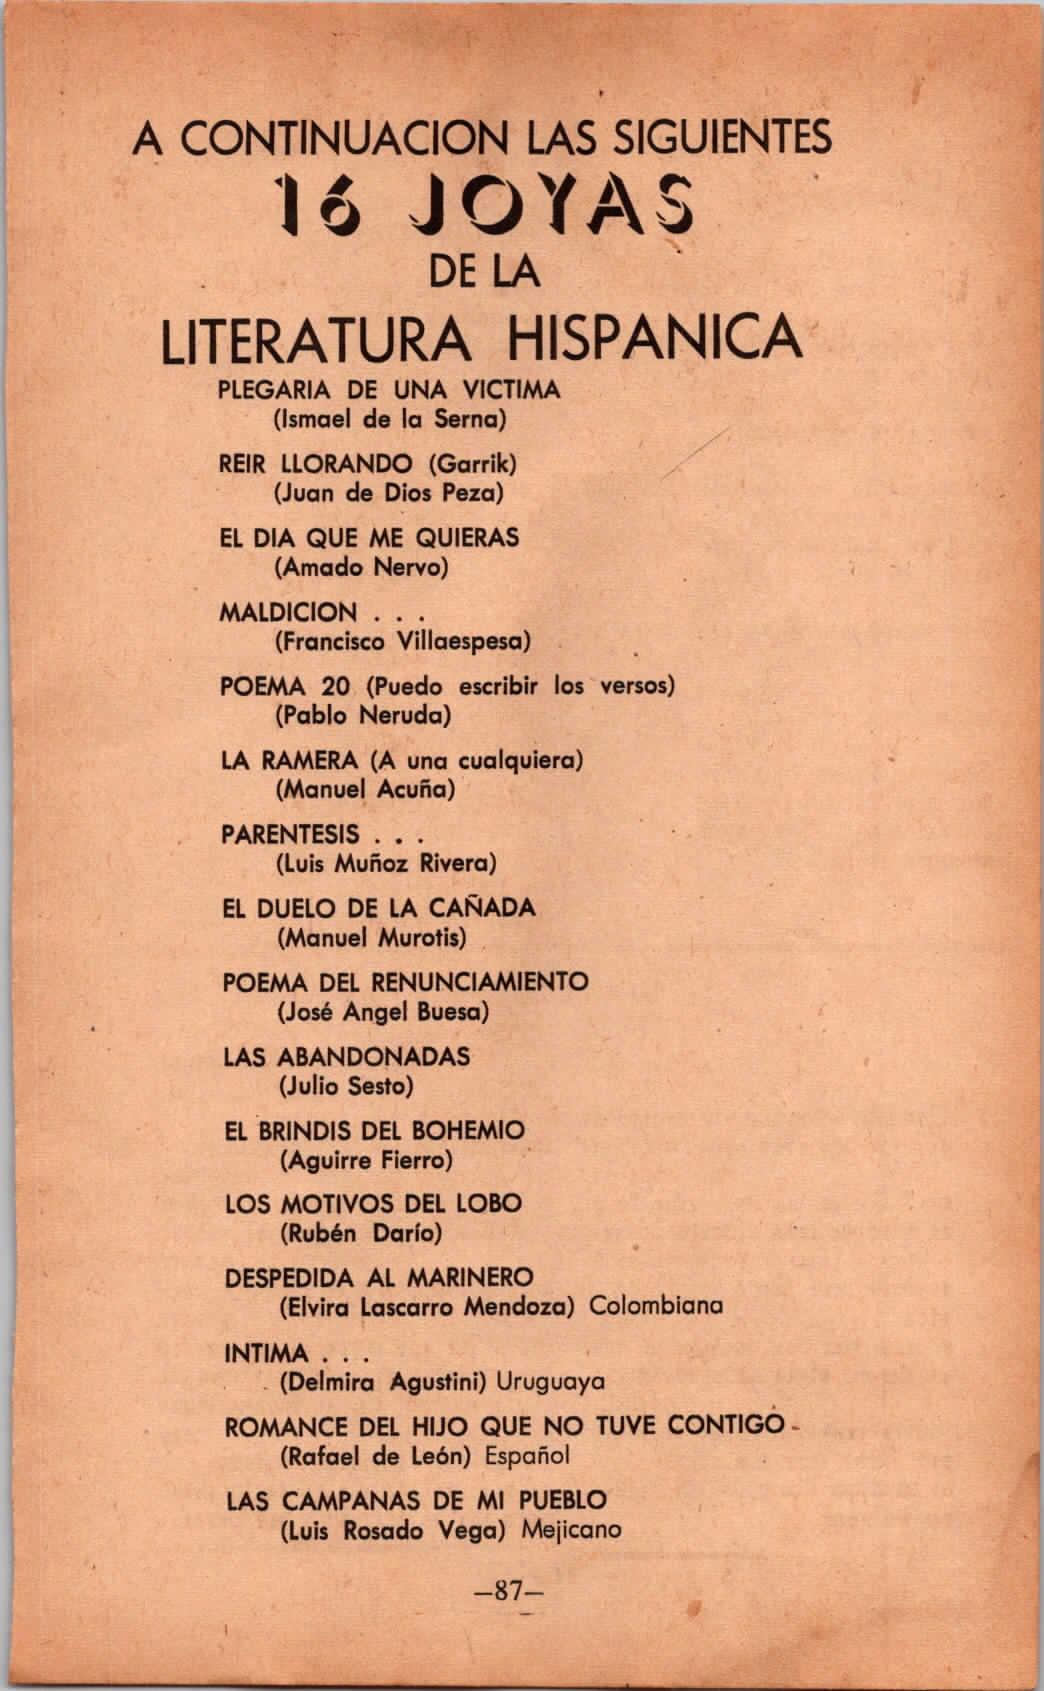 A CONTINUACION LAS SIGUIENTES
16 JOYAS
DE LA
LITERATURA HISPANICA
PLEGARIA DE UNA VICTIMA
(Ismael de la Serna)
REIR LLORANDO (Garrik)
(Juan de Dios Peza)
EL DIA QUE ME QUIERAS
(Amado Nervo)
MALDICION . . .
(Francisco Villaespesa)
POEMA 20 (Puedo escribir los versos)
(Pablo Neruda)
LA RAMERA (A una cualquiera)
(Manuel Acuña)
PARENTESIS . . .
(Luis Muñoz Rivera)
EL DUELO DE LA CAÑADA
(Manuel Murotis)
POEMA DEL RENUNCIAMIENTO
(José Angel Buesa)
LAS ABANDONADAS
(Julio Sesto)
EL BRINDIS DEL BOHEMIO
(Aguirre Fierro)
LOS MOTIVOS DEL LOBO
(Rubén Darío)
DESPEDIDA AL MARINERO
(Elvira Lascarro Mendoza) Colombiana
INTIMA . . .
(Delmira Agustini) Uruguaya
ROMANCE DEL HIJO QUE NO TUVE CONTIGO
(Rafael de León) Español
LAS CAMPANAS DE MI PUEBLO
(Luis Rosado Vega) Mejicano
—87—